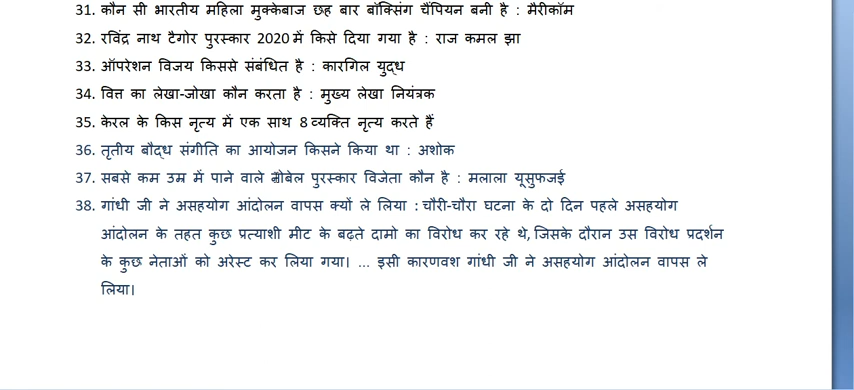 31. कौन सी भारतीय महिला मुक्केबाज छह बार बॉक्सिंग चैंपियन बनी है : मैरीकॉम
32. रविंद्र नाथ टैगोर पुरस्कार 2020 में किसे दिया गया है : राज कमल झा
33. ऑपरेशन विजय किससे संबंधित है : कारगिल युद्ध
34. वित्त का लेखा-जोखा कौन करता है : मुख्य लेखा नियंत्रक
35. केरल के किस नृत्य में एक साथ 8 व्यक्ति नृत्य करते हैं
36. तृतीय बौद्ध संगीति का आयोजन किसने किया था : अशोक
37. सबसे कम उम्र में पाने वाले नोबेल पुरस्कार विजेता कौन है : मलाला यूसुफजई
38. गांधी जी ने असहयोग आंदोलन वापस क्यों ले लिया : चौरी-चौरा घटना के दो दिन पहले असहयोग
आंदोलन के तहत कुछ प्रत्याशी मीट के बढ़ते दामो का विरोध कर रहे थे, जिसके दौरान उस विरोध प्रदर्शन
के कुछ नेताओं को अरेस्ट कर लिया गया। ... इसी कारणवश गांधी जी ने असहयोग आंदोलन वापस ले
लिया।